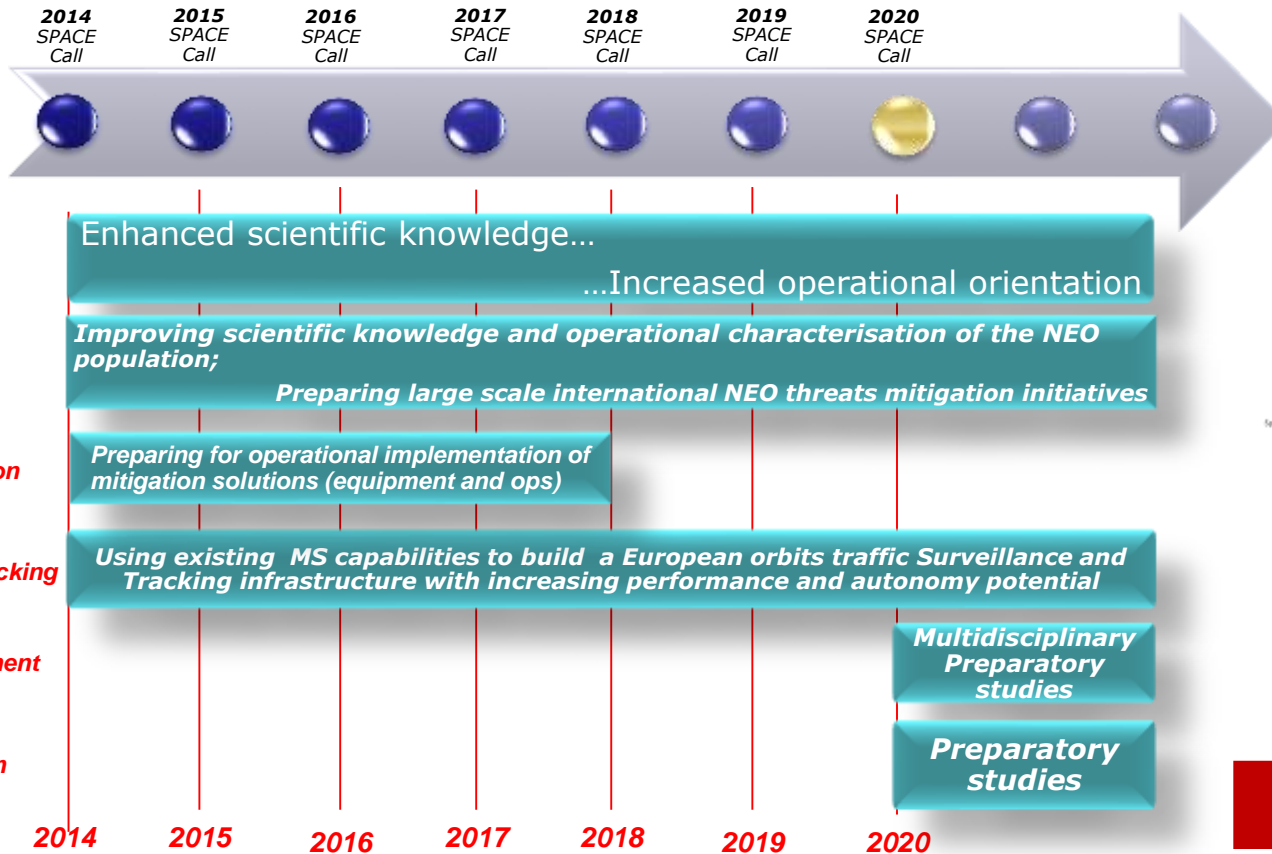 2014
SPACE
Call
2015
SPACE
Call
2016
SPACE
Call
2017
SPACE
Call
2018
SPACE
Call
2019
SPACE
Call
2020
SPACE
Call
Enhanced scientific knowledge...
...Increased operational orientation
Improving scientific knowledge and operational characterisation of the NEO
population;
Preparing large scale international NEO threats mitigation initiatives
Preparing for operational implementation of
mitigation solutions (equipment and ops)
Using existing MS capabilities to build a European orbits traffic Surveillance and
Tracking infrastructure with increasing performance and autonomy potential
Multidisciplinary
Preparatory
studies
Preparatory
studies
2014 2015 2016 2017 2018 2019 2020